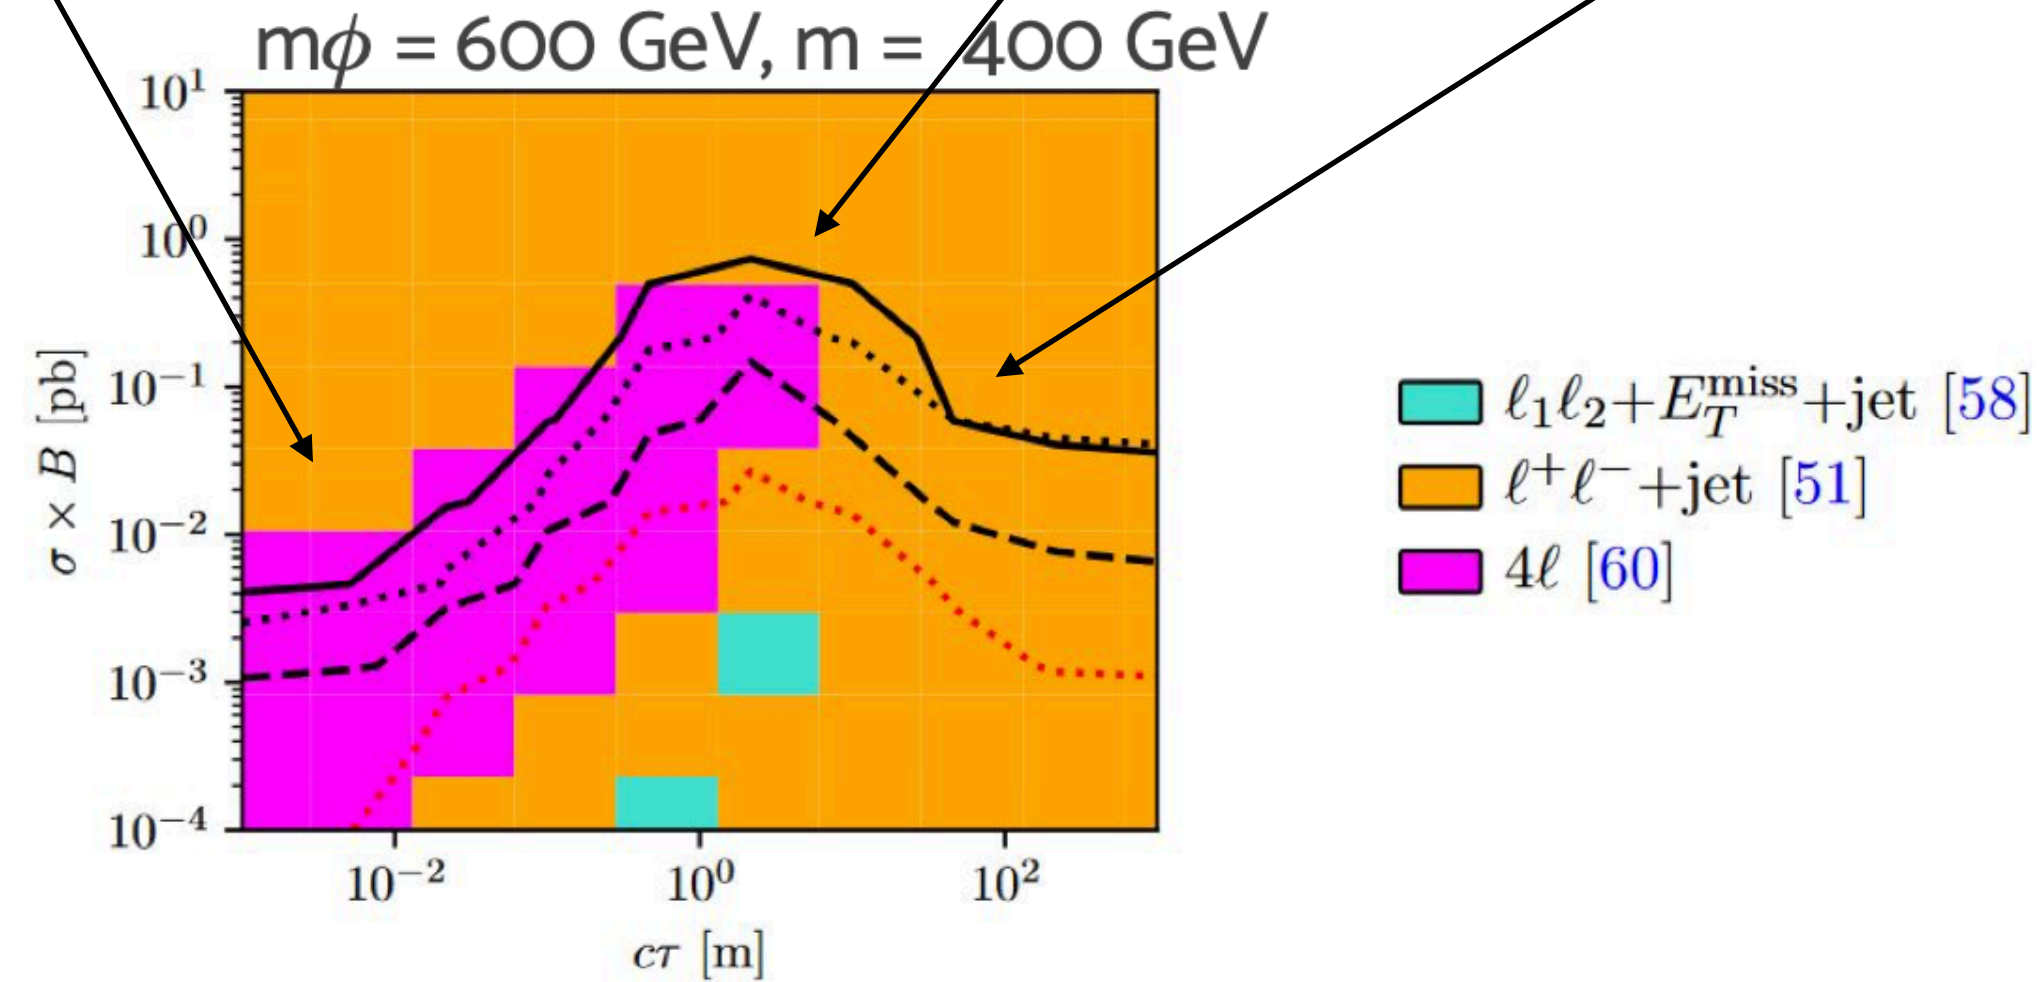 mϕ = 600 GeV, m = 400 GeV
10¹
10⁰
10⁻¹
10⁻²
10⁻³
10⁻⁴
σ × B [pb]
10⁻² 10⁰ 10²
cτ [m]
ℓ₁ℓ₂+E_T^miss+jet [58]
ℓ⁺ℓ⁻+jet [51]
4ℓ [60]